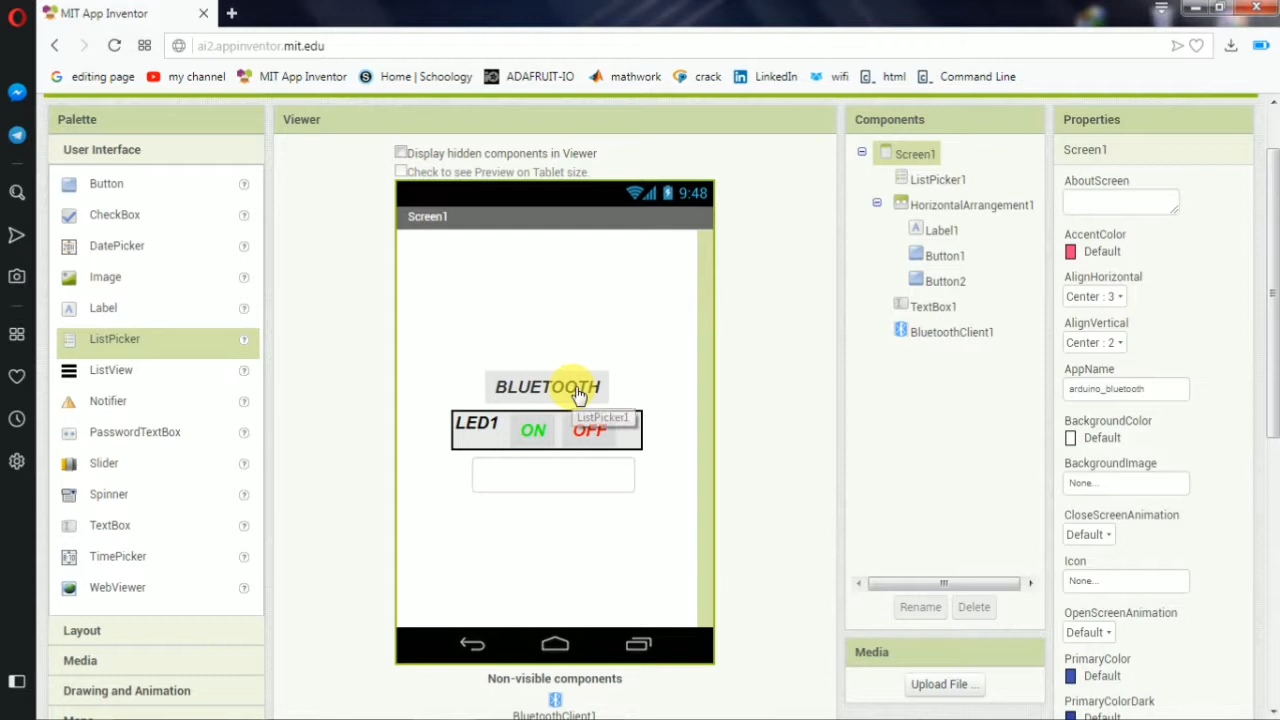 MIT App Inventor
ai2.appinventor.mit.edu
editing page my channel MIT App Inventor Home | Schoology ADAFRUIT-IO mathwork crack LinkedIn wifi html Command Line
Palette
User Interface
Button
CheckBox
DatePicker
Image
Label
ListPicker
ListView
Notifier
PasswordTextBox
Slider
Spinner
TextBox
TimePicker
WebViewer
Layout
Media
Drawing and Animation
Viewer
Display hidden components in Viewer
Check to see Preview on Tablet size.
9:48
Screen1
BLUETOOTH
ListPicker1
LED1 ON OFF
Non-visible components
BluetoothClient1
Components
Screen1
ListPicker1
HorizontalArrangement1
Label1
Button1
Button2
TextBox1
BluetoothClient1
Rename Delete
Media
Upload File ...
Properties
Screen1
AboutScreen
AccentColor
Default
AlignHorizontal
Center : 3
AlignVertical
Center : 2
AppName
arduino_bluetooth
BackgroundColor
Default
BackgroundImage
None...
CloseScreenAnimation
Default
Icon
None...
OpenScreenAnimation
Default
PrimaryColor
Default
PrimaryColorDark
Default